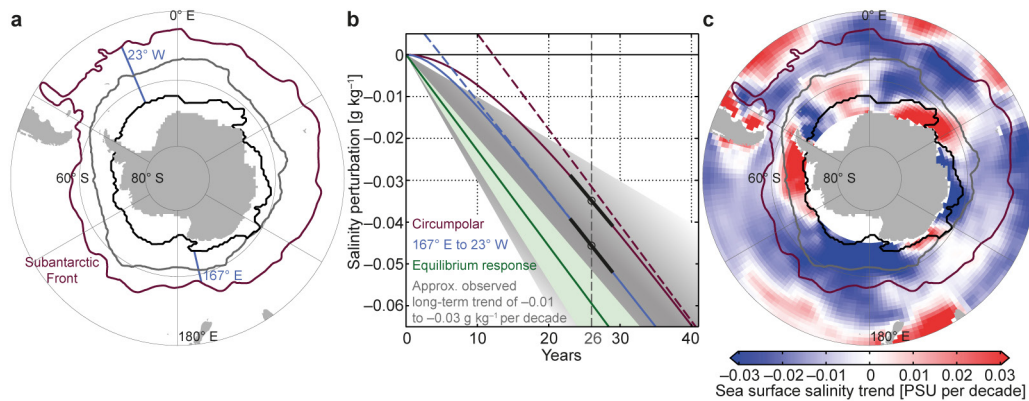 a
0° E
23° W
60° S
80° S
Subantarctic
Front
167° E
180° E
b
Salinity perturbation [g kg⁻¹]
0
−0.01
−0.02
−0.03
−0.04
−0.05
−0.06
Circumpolar
167° E to 23° W
Equilibrium response
Approx. observed
long-term trend of −0.01
to −0.03 g kg⁻¹ per decade
0
10
20
26
30
40
Years
c
0° E
60° S
80° S
180° E
−0.03
−0.02
−0.01
0
0.01
0.02
0.03
Sea surface salinity trend [PSU per decade]